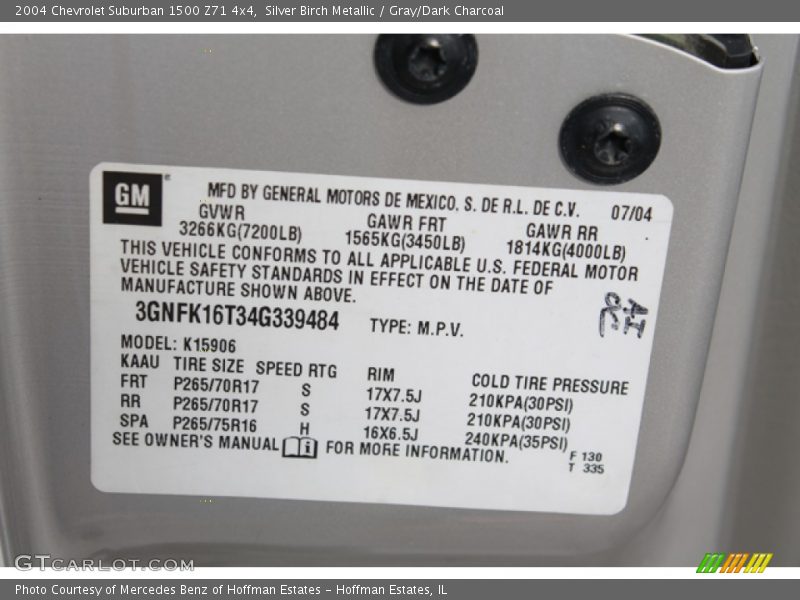 2004 Chevrolet Suburban 1500 Z71 4x4,  Silver Birch Metallic / Gray/Dark Charcoal
GM
MFD BY GENERAL MOTORS DE MEXICO. S. DE R.L. DE C.V. 07/04
GVWR GAWR FRT GAWR RR
3266KG(7200LB) 1565KG(3450LB) 1814KG(4000LB)
THIS VEHICLE CONFORMS TO ALL APPLICABLE U.S. FEDERAL MOTOR
VEHICLE SAFETY STANDARDS IN EFFECT ON THE DATE OF
MANUFACTURE SHOWN ABOVE.
3GNFK16T34G339484 TYPE: M.P.V.
MODEL: K15906
KAAU TIRE SIZE SPEED RTG RIM COLD TIRE PRESSURE
FRT P265/70R17 S 17X7.5J 210KPA(30PSI)
RR P265/70R17 S 17X7.5J 210KPA(30PSI)
SPA P265/75R16 H 16X6.5J 240KPA(35PSI)
SEE OWNER'S MANUAL FOR MORE INFORMATION.
F 130
T 335
GTCARLOT.COM
Photo Courtesy of Mercedes Benz of Hoffman Estates - Hoffman Estates, IL